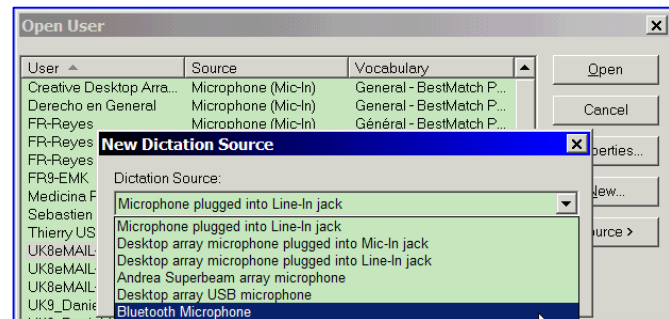 Open User
User Source Vocabulary
Creative Desktop Arra... Microphone (Mic-In) General - BestMatch P...
Derecho en General Microphone (Mic-In) General - BestMatch P...
FR-Reyes Microphone (Mic-In) Général - BestMatch P...
FR-Reyes
FR-Reyes
FR9-EMK
Medicina
Sebastien
Thierry US
UK8eMAIL-
UK8eMAIL-
UK8eMAIL-
UK9_Danie
Open
Cancel
perties...
New...
urce >
New Dictation Source
Dictation Source:
Microphone plugged into Line-In jack
Microphone plugged into Line-In jack
Desktop array microphone plugged into Mic-In jack
Desktop array microphone plugged into Line-In jack
Andrea Superbeam array microphone
Desktop array USB microphone
Bluetooth Microphone